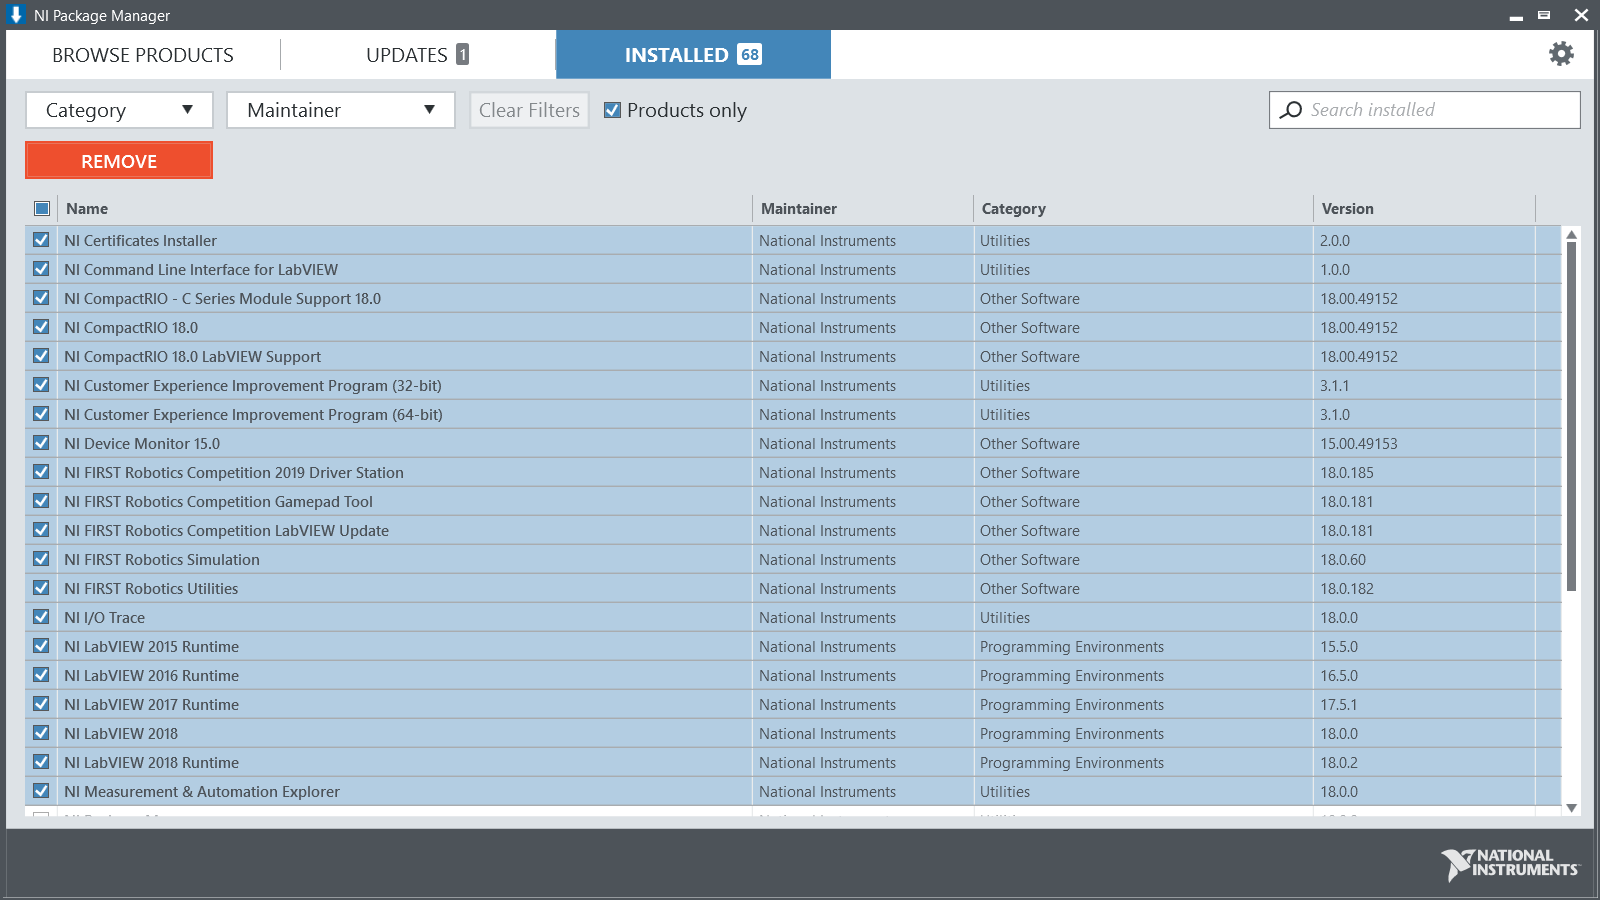 NI Package Manager
BROWSE PRODUCTS UPDATES 1 INSTALLED 68
Category Maintainer Clear Filters Products only Search installed
REMOVE
Name Maintainer Category Version
NI Certificates Installer National Instruments Utilities 2.0.0
NI Command Line Interface for LabVIEW National Instruments Utilities 1.0.0
NI CompactRIO - C Series Module Support 18.0 National Instruments Other Software 18.00.49152
NI CompactRIO 18.0 National Instruments Other Software 18.00.49152
NI CompactRIO 18.0 LabVIEW Support National Instruments Other Software 18.00.49152
NI Customer Experience Improvement Program (32-bit) National Instruments Utilities 3.1.1
NI Customer Experience Improvement Program (64-bit) National Instruments Utilities 3.1.0
NI Device Monitor 15.0 National Instruments Other Software 15.00.49153
NI FIRST Robotics Competition 2019 Driver Station National Instruments Other Software 18.0.185
NI FIRST Robotics Competition Gamepad Tool National Instruments Other Software 18.0.181
NI FIRST Robotics Competition LabVIEW Update National Instruments Other Software 18.0.181
NI FIRST Robotics Simulation National Instruments Other Software 18.0.60
NI FIRST Robotics Utilities National Instruments Other Software 18.0.182
NI I/O Trace National Instruments Utilities 18.0.0
NI LabVIEW 2015 Runtime National Instruments Programming Environments 15.5.0
NI LabVIEW 2016 Runtime National Instruments Programming Environments 16.5.0
NI LabVIEW 2017 Runtime National Instruments Programming Environments 17.5.1
NI LabVIEW 2018 National Instruments Programming Environments 18.0.0
NI LabVIEW 2018 Runtime National Instruments Programming Environments 18.0.2
NI Measurement & Automation Explorer National Instruments Utilities 18.0.0
NATIONAL
INSTRUMENTS